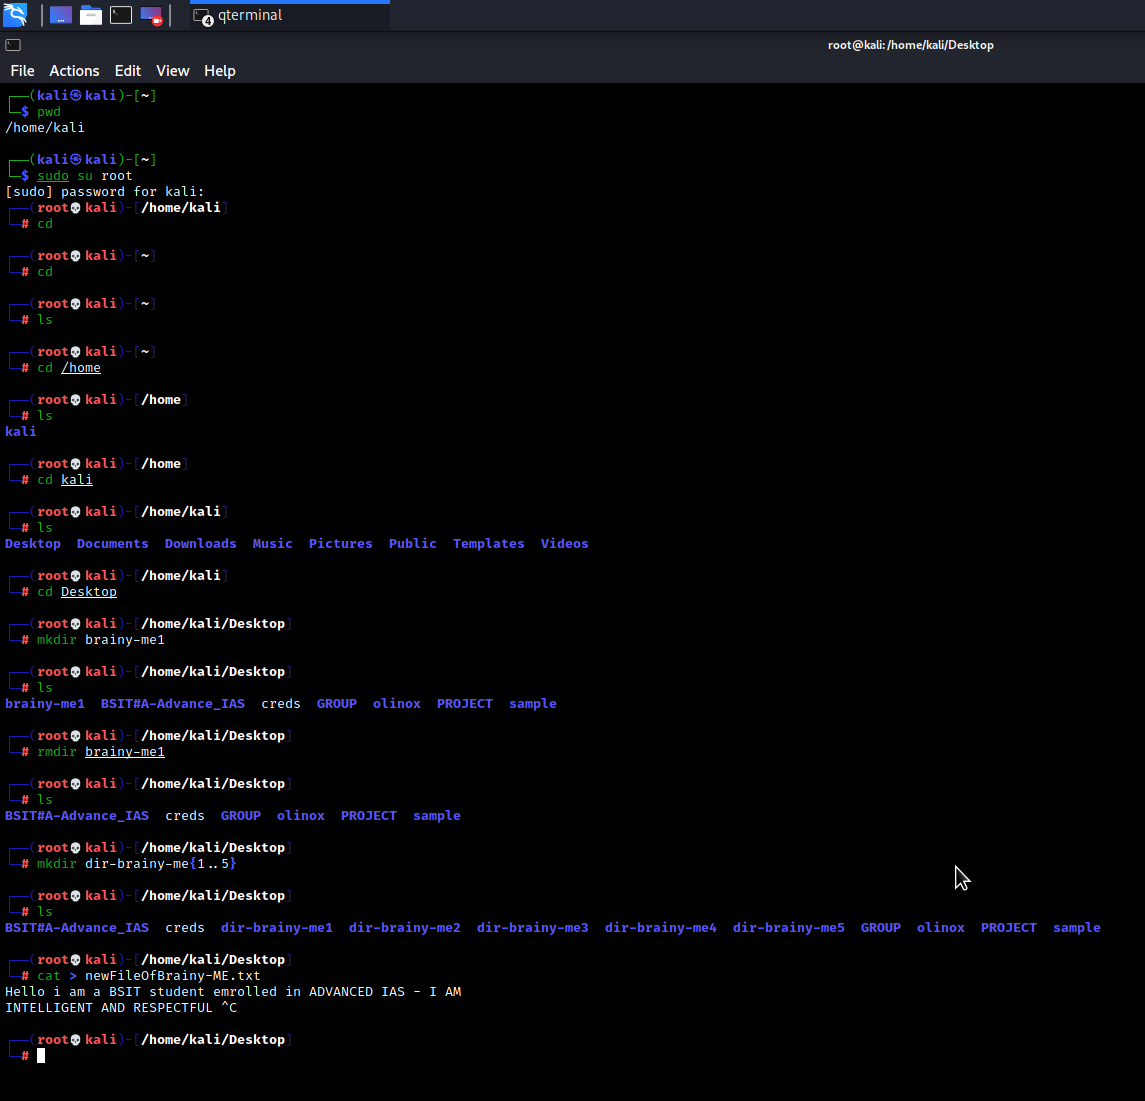 4 qterminal
root@kali: /home/kali/Desktop
File Actions Edit View Help
┌──(kali㉿kali)-[~]
└─$ pwd
/home/kali
┌──(kali㉿kali)-[~]
└─$ sudo su root
[sudo] password for kali:
┌──(root💀kali)-[/home/kali]
└─# cd
┌──(root💀kali)-[~]
└─# cd
┌──(root💀kali)-[~]
└─# ls
┌──(root💀kali)-[~]
└─# cd /home
┌──(root💀kali)-[/home]
└─# ls
kali
┌──(root💀kali)-[/home]
└─# cd kali
┌──(root💀kali)-[/home/kali]
└─# ls
Desktop Documents Downloads Music Pictures Public Templates Videos
┌──(root💀kali)-[/home/kali]
└─# cd Desktop
┌──(root💀kali)-[/home/kali/Desktop]
└─# mkdir brainy-me1
┌──(root💀kali)-[/home/kali/Desktop]
└─# ls
brainy-me1 BSIT#A-Advance_IAS creds GROUP olinox PROJECT sample
┌──(root💀kali)-[/home/kali/Desktop]
└─# rmdir brainy-me1
┌──(root💀kali)-[/home/kali/Desktop]
└─# ls
BSIT#A-Advance_IAS creds GROUP olinox PROJECT sample
┌──(root💀kali)-[/home/kali/Desktop]
└─# mkdir dir-brainy-me{1..5}
┌──(root💀kali)-[/home/kali/Desktop]
└─# ls
BSIT#A-Advance_IAS creds dir-brainy-me1 dir-brainy-me2 dir-brainy-me3 dir-brainy-me4 dir-brainy-me5 GROUP olinox PROJECT sample
┌──(root💀kali)-[/home/kali/Desktop]
└─# cat > newFileOfBrainy-ME.txt
Hello i am a BSIT student emrolled in ADVANCED IAS - I AM
INTELLIGENT AND RESPECTFUL ^C
┌──(root💀kali)-[/home/kali/Desktop]
└─#